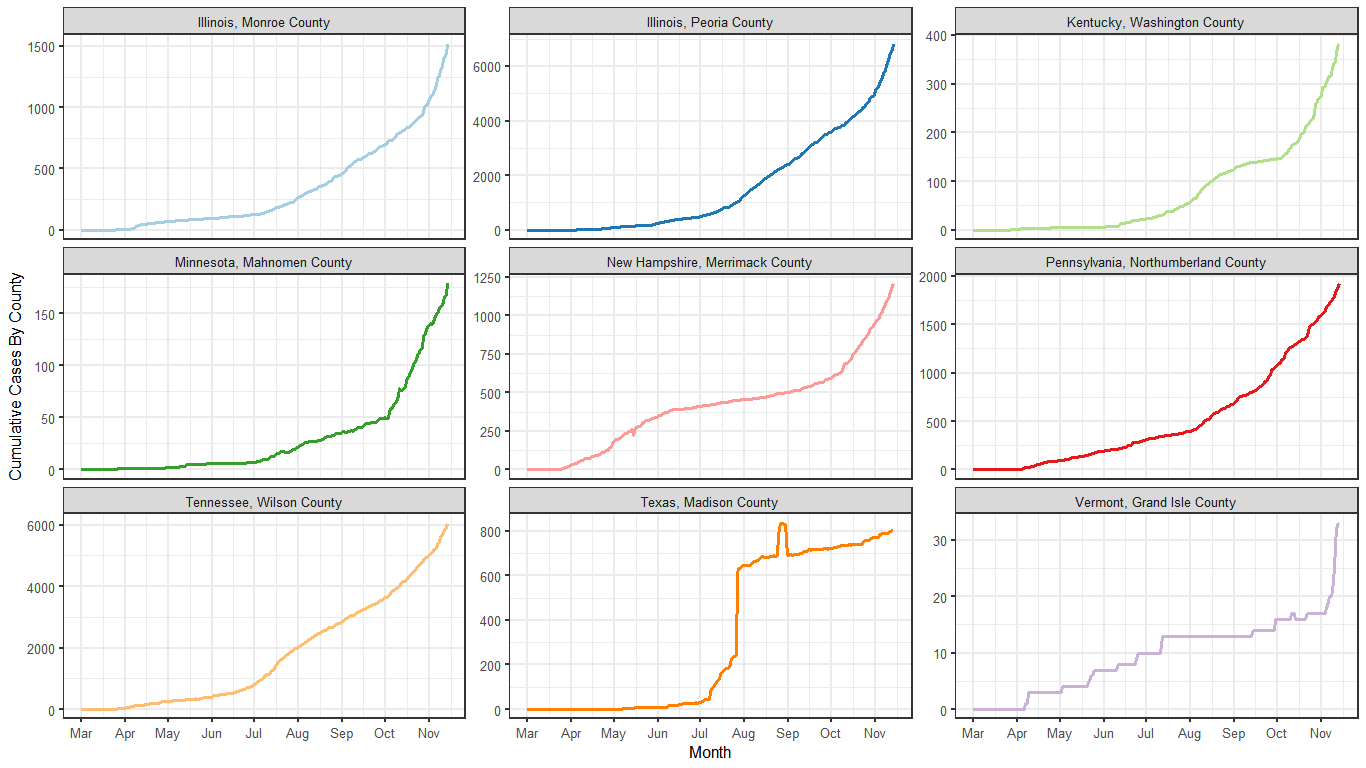 Illinois, Monroe County
Illinois, Peoria County
Kentucky, Washington County
1500
1000
500
0
6000
4000
2000
0
400
300
200
100
0
Minnesota, Mahnomen County
New Hampshire, Merrimack County
Pennsylvania, Northumberland County
150
100
50
0
1250
1000
750
500
250
0
2000
1500
1000
500
0
Cumulative Cases By County
Tennessee, Wilson County
Texas, Madison County
Vermont, Grand Isle County
6000
4000
2000
0
800
600
400
200
0
30
20
10
0
Mar Apr May Jun Jul Aug Sep Oct Nov
Mar Apr May Jun Jul Aug Sep Oct Nov
Mar Apr May Jun Jul Aug Sep Oct Nov
Month